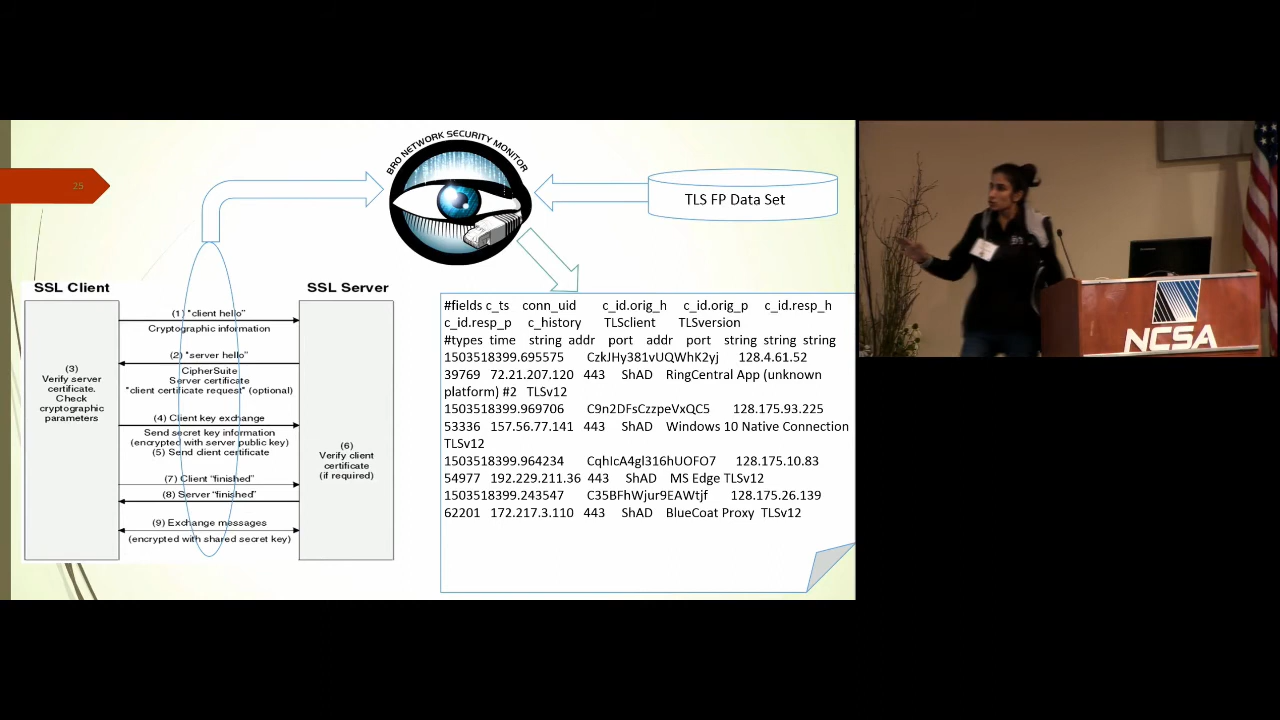 25
BRO NETWORK SECURITY MONITOR
TLS FP Data Set
SSL Client
SSL Server
(1) "client hello"
Cryptographic information
(2) "server hello"
CipherSuite
Server certificate
"client certificate request" (optional)
(3)
Verify server
certificate.
Check
cryptographic
parameters
(4) Client key exchange
Send secret key information
(encrypted with server public key)
(5) Send client certificate
(6)
Verify client
certificate
(if required)
(7) Client "finished"
(8) Server "finished"
(9) Exchange messages
(encrypted with shared secret key)
#fields c_ts conn_uid c_id.orig_h c_id.orig_p c_id.resp_h
c_id.resp_p c_history TLSclient TLSversion
#types time string addr port addr port string string string
1503518399.695575 CzkJHy381vUQWhK2yj 128.4.61.52
39769 72.21.207.120 443 ShAD RingCentral App (unknown
platform) #2 TLSv12
1503518399.969706 C9n2DFsCzzpeVxQC5 128.175.93.225
53336 157.56.77.141 443 ShAD Windows 10 Native Connection
TLSv12
1503518399.964234 CqhIcA4gl316hUOFO7 128.175.10.83
54977 192.229.211.36 443 ShAD MS Edge TLSv12
1503518399.243547 C35BFhWjur9EAWtjf 128.175.26.139
62201 172.217.3.110 443 ShAD BlueCoat Proxy TLSv12
NCSA